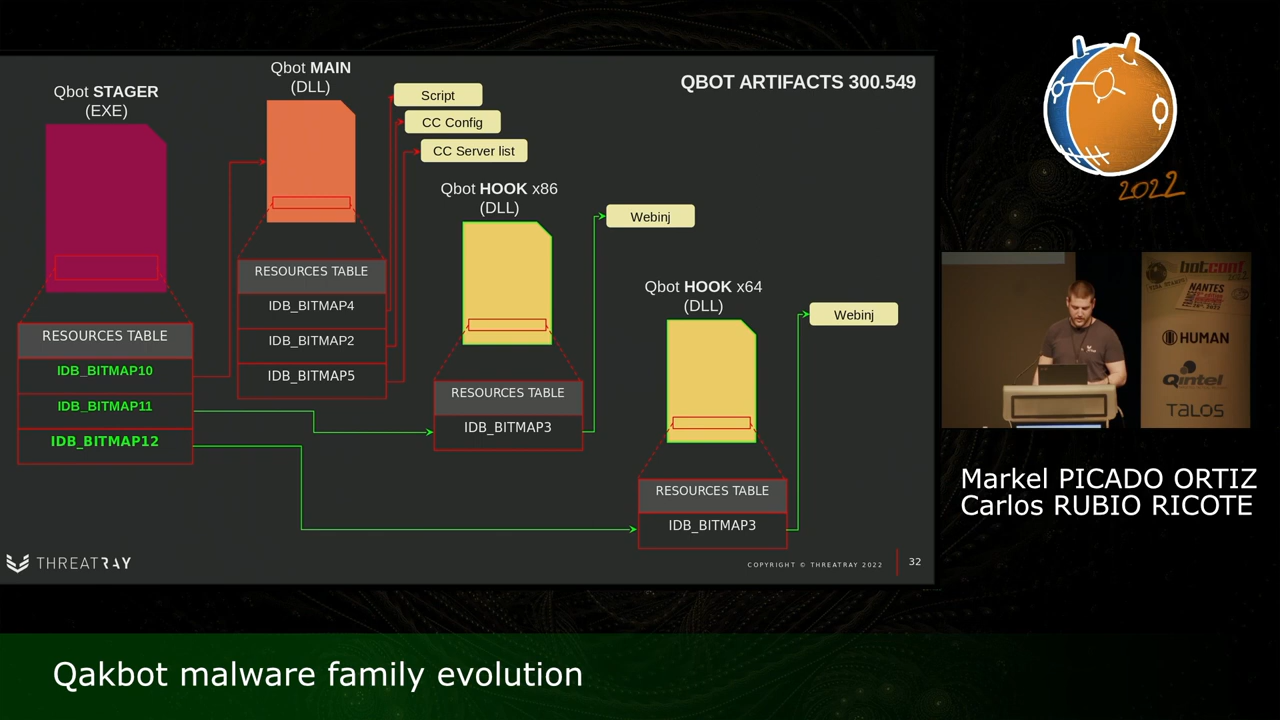 Qbot STAGER
(EXE)
RESOURCES TABLE
IDB_BITMAP10
IDB_BITMAP11
IDB_BITMAP12
Qbot MAIN
(DLL)
RESOURCES TABLE
IDB_BITMAP4
IDB_BITMAP2
IDB_BITMAP5
Script
CC Config
CC Server list
Qbot HOOK x86
(DLL)
RESOURCES TABLE
IDB_BITMAP3
Webinj
Qbot HOOK x64
(DLL)
RESOURCES TABLE
IDB_BITMAP3
Webinj
QBOT ARTIFACTS 300.549
THREATRAY
COPYRIGHT © THREATRAY 2022
32
2022
botconf
NANTES
HUMAN
Qintel
TALOS
Markel PICADO ORTIZ
Carlos RUBIO RICOTE
Qakbot malware family evolution